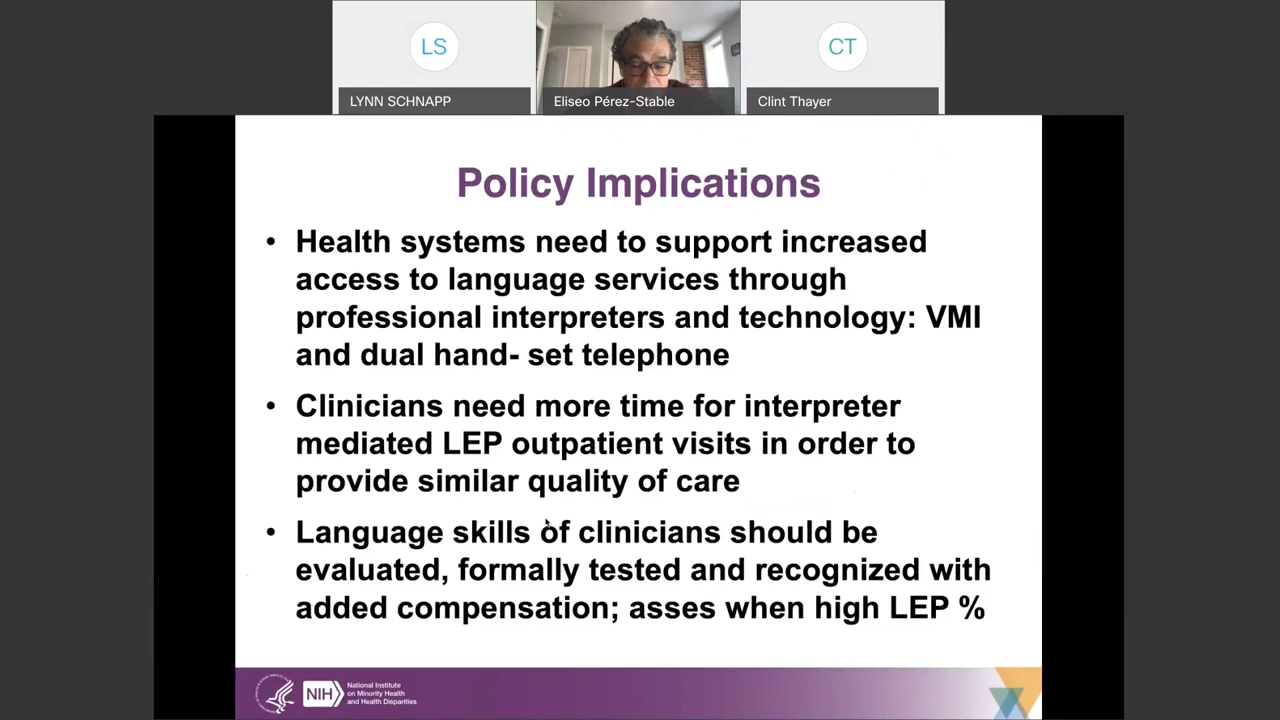 LS
CT
LYNN SCHNAPP
Eliseo Pérez-Stable
Clint Thayer
Policy Implications
• Health systems need to support increased
access to language services through
professional interpreters and technology: VMI
and dual hand- set telephone
• Clinicians need more time for interpreter
mediated LEP outpatient visits in order to
provide similar quality of care
• Language skills of clinicians should be
evaluated, formally tested and recognized with
added compensation; asses when high LEP %
NIH
National Institute
on Minority Health
and Health Disparities